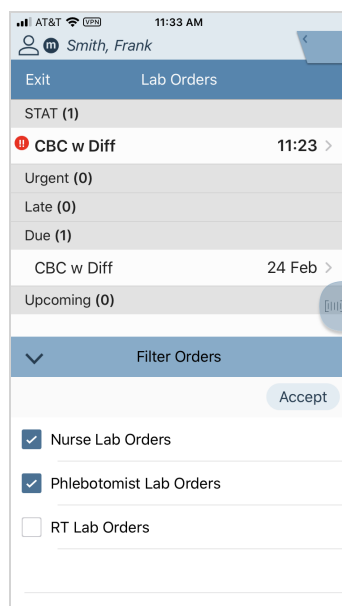 AT&T VPN 11:33 AM
m Smith, Frank
Exit Lab Orders
STAT (1)
!! CBC w Diff 11:23
Urgent (0)
Late (0)
Due (1)
CBC w Diff 24 Feb
Upcoming (0)
Filter Orders
Accept
Nurse Lab Orders
Phlebotomist Lab Orders
RT Lab Orders